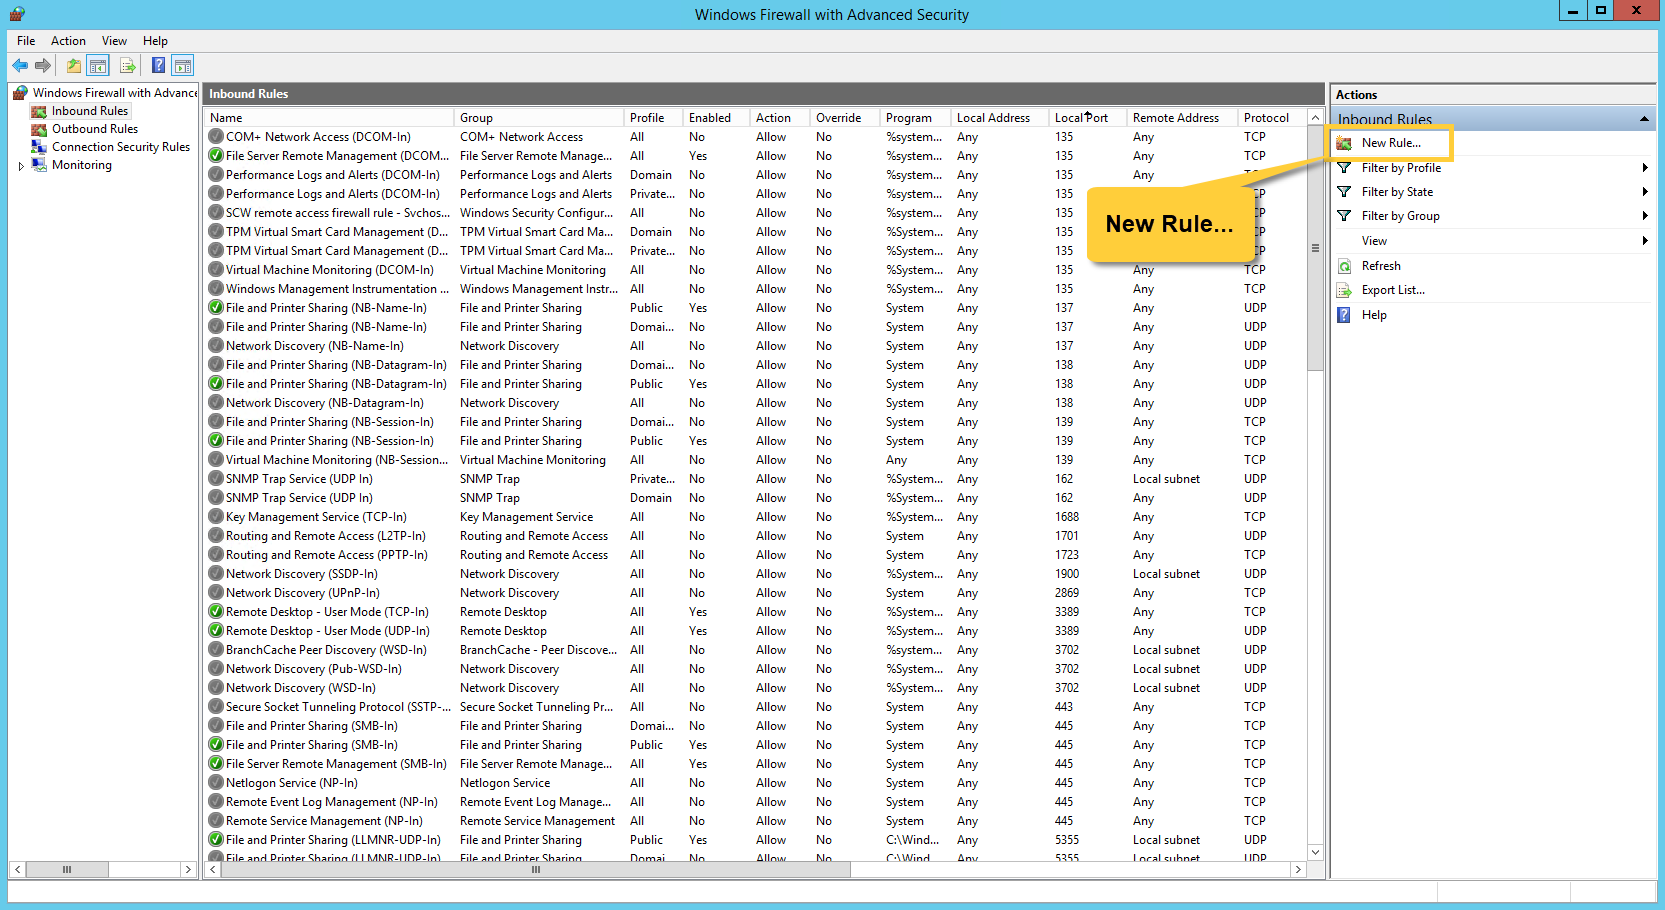 Windows Firewall with Advanced Security
File Action View Help
Windows Firewall with Advance
Inbound Rules
Outbound Rules
Connection Security Rules
Monitoring
Inbound Rules
Name Group Profile Enabled Action Override Program Local Address Local Port Remote Address Protocol
COM+ Network Access (DCOM-In) COM+ Network Access All No Allow No %system... Any 135 Any TCP
File Server Remote Management (DCOM... File Server Remote Manage... All Yes Allow No %system... Any 135 Any TCP
Performance Logs and Alerts (DCOM-In) Performance Logs and Alerts Domain No Allow No %system... Any 135 Any TCP
Performance Logs and Alerts (DCOM-In) Performance Logs and Alerts Private... No Allow No %system... Any 135 CP
SCW remote access firewall rule - Svchos... Windows Security Configur... All No Allow No %System... Any 135 CP
TPM Virtual Smart Card Management (D... TPM Virtual Smart Card Ma... Domain No Allow No %System... Any 135 CP
TPM Virtual Smart Card Management (D... TPM Virtual Smart Card Ma... Private... No Allow No %System... Any 135 CP
Virtual Machine Monitoring (DCOM-In) Virtual Machine Monitoring All No Allow No %System... Any 135 Any TCP
Windows Management Instrumentation ... Windows Management Instr... All No Allow No %System... Any 135 Any TCP
File and Printer Sharing (NB-Name-In) File and Printer Sharing Public Yes Allow No System Any 137 Any UDP
File and Printer Sharing (NB-Name-In) File and Printer Sharing Domai... No Allow No System Any 137 Any UDP
Network Discovery (NB-Name-In) Network Discovery All No Allow No System Any 137 Any UDP
File and Printer Sharing (NB-Datagram-In) File and Printer Sharing Domai... No Allow No System Any 138 Any UDP
File and Printer Sharing (NB-Datagram-In) File and Printer Sharing Public Yes Allow No System Any 138 Any UDP
Network Discovery (NB-Datagram-In) Network Discovery All No Allow No System Any 138 Any UDP
File and Printer Sharing (NB-Session-In) File and Printer Sharing Domai... No Allow No System Any 139 Any TCP
File and Printer Sharing (NB-Session-In) File and Printer Sharing Public Yes Allow No System Any 139 Any TCP
Virtual Machine Monitoring (NB-Session... Virtual Machine Monitoring All No Allow No Any Any 139 Any TCP
SNMP Trap Service (UDP In) SNMP Trap Private... No Allow No %System... Any 162 Local subnet UDP
SNMP Trap Service (UDP In) SNMP Trap Domain No Allow No %System... Any 162 Any UDP
Key Management Service (TCP-In) Key Management Service All No Allow No %System... Any 1688 Any TCP
Routing and Remote Access (L2TP-In) Routing and Remote Access All No Allow No System Any 1701 Any UDP
Routing and Remote Access (PPTP-In) Routing and Remote Access All No Allow No System Any 1723 Any TCP
Network Discovery (SSDP-In) Network Discovery All No Allow No %System... Any 1900 Local subnet UDP
Network Discovery (UPnP-In) Network Discovery All No Allow No System Any 2869 Any TCP
Remote Desktop - User Mode (TCP-In) Remote Desktop All Yes Allow No %System... Any 3389 Any TCP
Remote Desktop - User Mode (UDP-In) Remote Desktop All Yes Allow No %System... Any 3389 Any UDP
BranchCache Peer Discovery (WSD-In) BranchCache - Peer Discove... All No Allow No %system... Any 3702 Local subnet UDP
Network Discovery (Pub-WSD-In) Network Discovery All No Allow No %System... Any 3702 Local subnet UDP
Network Discovery (WSD-In) Network Discovery All No Allow No %System... Any 3702 Local subnet UDP
Secure Socket Tunneling Protocol (SSTP-... Secure Socket Tunneling Pr... All No Allow No System Any 443 Any TCP
File and Printer Sharing (SMB-In) File and Printer Sharing Domai... No Allow No System Any 445 Any TCP
File and Printer Sharing (SMB-In) File and Printer Sharing Public Yes Allow No System Any 445 Any TCP
File Server Remote Management (SMB-In) File Server Remote Manage... All Yes Allow No System Any 445 Any TCP
Netlogon Service (NP-In) Netlogon Service All No Allow No System Any 445 Any TCP
Remote Event Log Management (NP-In) Remote Event Log Manage... All No Allow No System Any 445 Any TCP
Remote Service Management (NP-In) Remote Service Management All No Allow No System Any 445 Any TCP
File and Printer Sharing (LLMNR-UDP-In) File and Printer Sharing Public Yes Allow No C:\Wind... Any 5355 Local subnet UDP
File and Printer Sharing (LLMNR-UDP-In) File and Printer Sharing Domai... No Allow No C:\Wind... Any 5355 Local subnet UDP
New Rule...
Actions
Inbound Rules
New Rule...
Filter by Profile
Filter by State
Filter by Group
View
Refresh
Export List...
Help